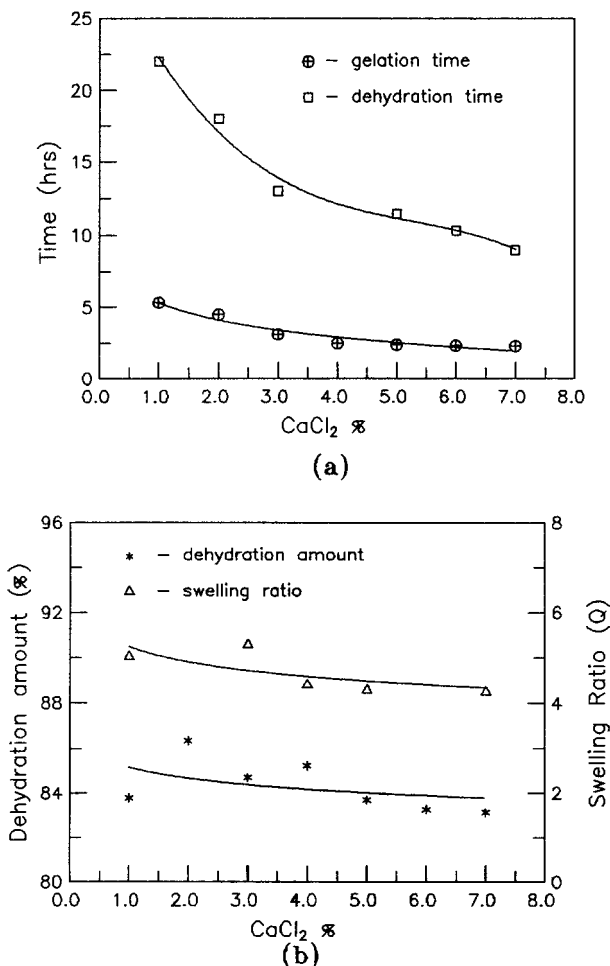 25
20
15
10
5
0
Time (hrs)
⊕ – gelation time
□ – dehydration time
0.0 1.0 2.0 3.0 4.0 5.0 6.0 7.0 8.0
CaCl₂ %
(a)
96
92
88
84
80
Dehydration amount (%)
* – dehydration amount
△ – swelling ratio
8
6
4
2
0
Swelling Ratio (Q)
0.0 1.0 2.0 3.0 4.0 5.0 6.0 7.0 8.0
CaCl₂ %
(b)